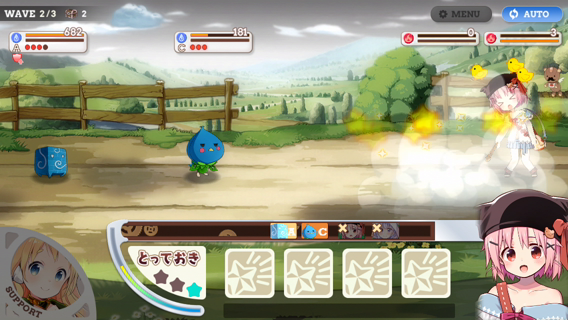 WAVE 2/3 2
MENU
AUTO
682
A
181
C
0
3
A C
とっておき
SUPPORT